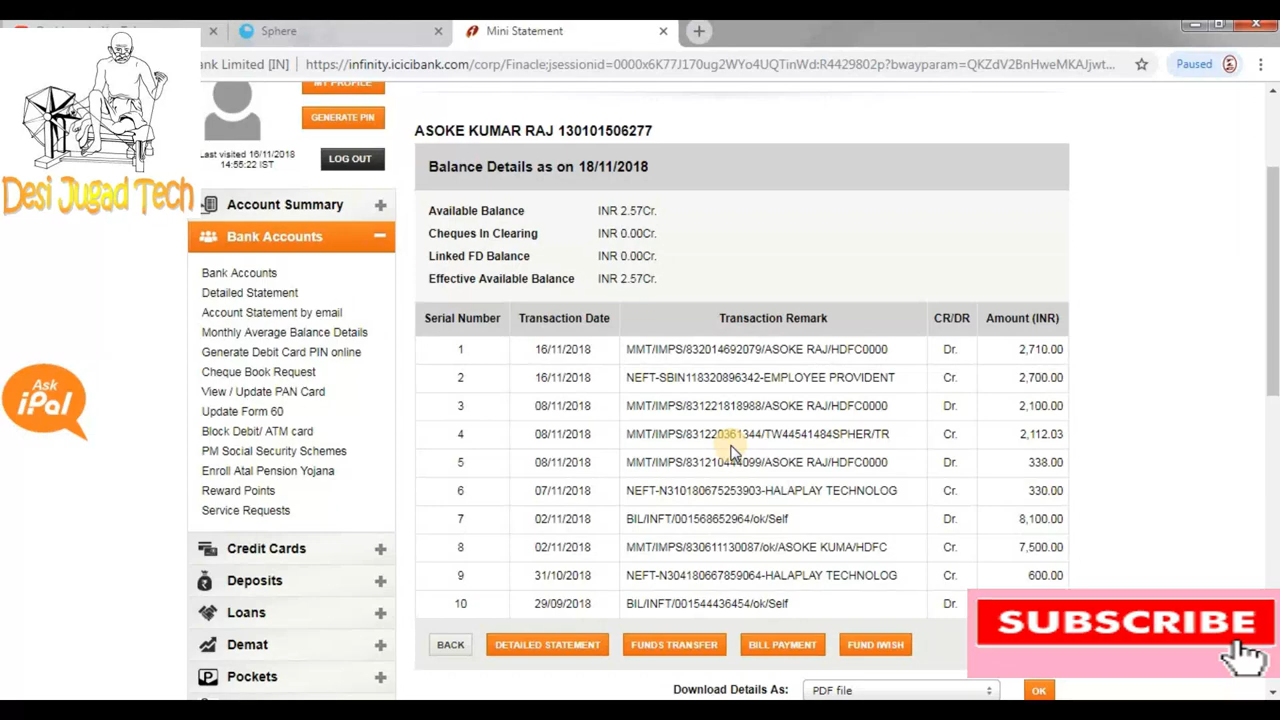 Sphere
Mini Statement
ank Limited [IN] | https://infinity.icicibank.com/corp/Finacle;jsessionid=0000x6K77J170ug2WYo4UQTinWd:R4429802p?bwayparam=QKZdV2BnHweMKAJjwt...
Paused
MY PROFILE
GENERATE PIN
Last visited 16/11/2018
14:55:22 IST
LOG OUT
Desi Jugad Tech
Account Summary
Bank Accounts
Bank Accounts
Detailed Statement
Account Statement by email
Monthly Average Balance Details
Generate Debit Card PIN online
Cheque Book Request
View / Update PAN Card
Update Form 60
Block Debit/ ATM card
PM Social Security Schemes
Enroll Atal Pension Yojana
Reward Points
Service Requests
Credit Cards
Deposits
Loans
Demat
Pockets
Ask
iPal
ASOKE KUMAR RAJ 130101506277
Balance Details as on 18/11/2018
Available Balance INR 2.57Cr.
Cheques In Clearing INR 0.00Cr.
Linked FD Balance INR 0.00Cr.
Effective Available Balance INR 2.57Cr.
Serial Number Transaction Date Transaction Remark CR/DR Amount (INR)
1 16/11/2018 MMT/IMPS/832014692079/ASOKE RAJ/HDFC0000 Dr. 2,710.00
2 16/11/2018 NEFT-SBIN118320896342-EMPLOYEE PROVIDENT Cr. 2,700.00
3 08/11/2018 MMT/IMPS/831221818988/ASOKE RAJ/HDFC0000 Dr. 2,100.00
4 08/11/2018 MMT/IMPS/831220361344/TW44541484SPHER/TR Cr. 2,112.03
5 08/11/2018 MMT/IMPS/831210444099/ASOKE RAJ/HDFC0000 Dr. 338.00
6 07/11/2018 NEFT-N310180675253903-HALAPLAY TECHNOLOG Cr. 330.00
7 02/11/2018 BIL/INFT/001568652964/ok/Self Dr. 8,100.00
8 02/11/2018 MMT/IMPS/830611130087/ok/ASOKE KUMA/HDFC Cr. 7,500.00
9 31/10/2018 NEFT-N304180667859064-HALAPLAY TECHNOLOG Cr. 600.00
10 29/09/2018 BIL/INFT/001544436454/ok/Self Dr.
BACK DETAILED STATEMENT FUNDS TRANSFER BILL PAYMENT FUND IWISH
Download Details As: PDF file OK
SUBSCRIBE